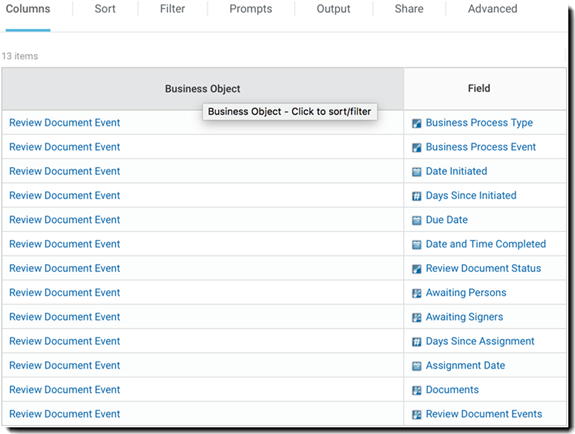 Columns Sort Filter Prompts Output Share Advanced
13 items
Business Object Field
Business Object - Click to sort/filter
Review Document Event Business Process Type
Review Document Event Business Process Event
Review Document Event Date Initiated
Review Document Event Days Since Initiated
Review Document Event Due Date
Review Document Event Date and Time Completed
Review Document Event Review Document Status
Review Document Event Awaiting Persons
Review Document Event Awaiting Signers
Review Document Event Days Since Assignment
Review Document Event Assignment Date
Review Document Event Documents
Review Document Event Review Document Events